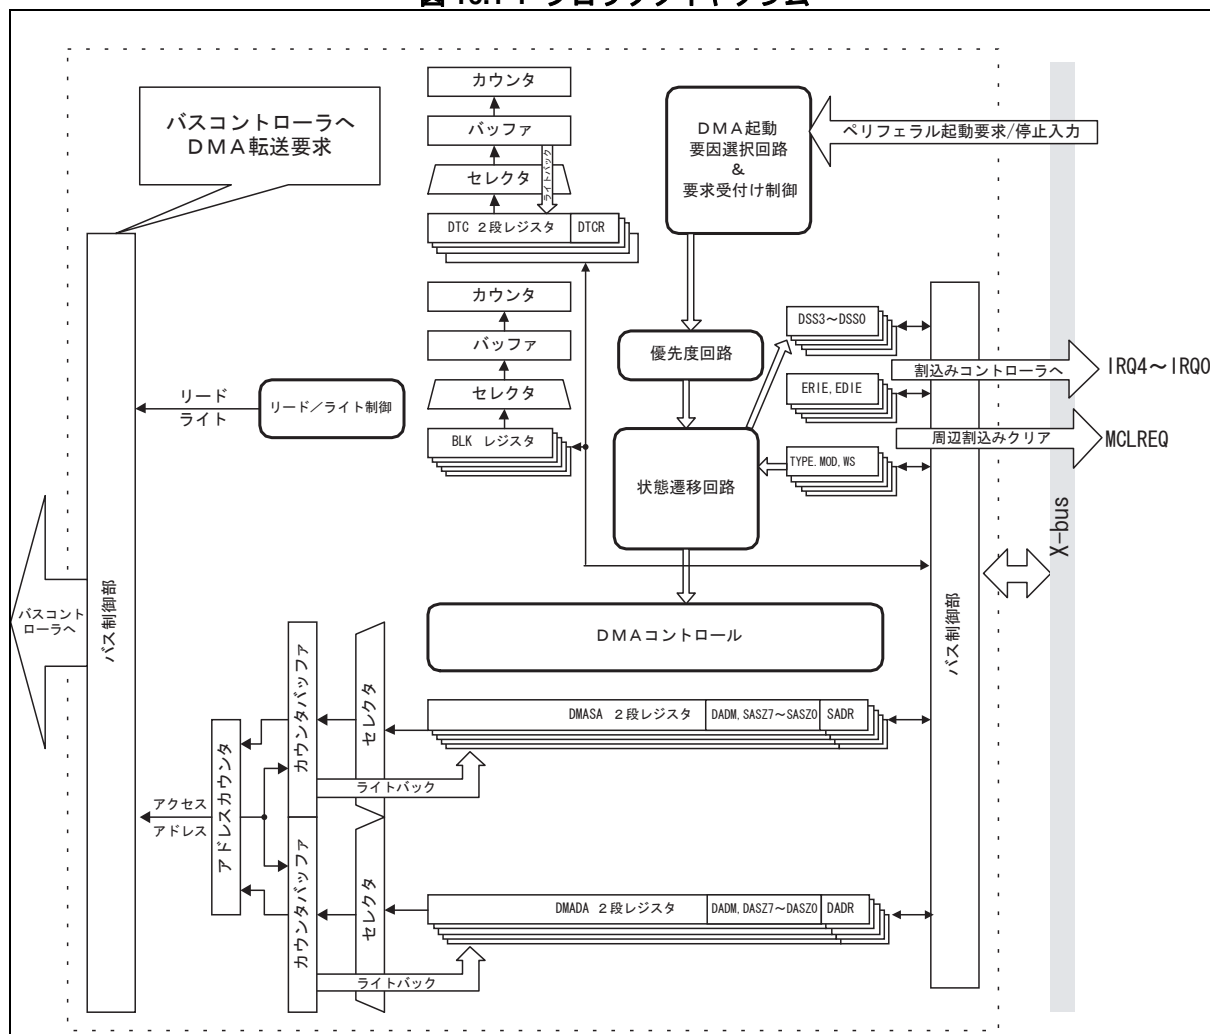 カウンタ
バッファ
ライトバック
セレクタ
DTC 2段レジスタ
DTCR
バスコントローラへ
DMA転送要求
DMA起動
要因選択回路
&
要求受付け制御
ペリフェラル起動要求/停止入力
カウンタ
バッファ
セレクタ
BLK レジスタ
優先度回路
状態遷移回路
DSS3～DSS0
割込みコントローラへ
IRQ4～IRQ0
ERIE, EDIE
周辺割込みクリア
MCLREQ
TYPE. MOD, WS
リード
ライト
リード／ライト制御
X-bus
バスコント
ローラへ
バス制御部
バス制御部
DMAコントロール
DMASA 2段レジスタ
DADM, SASZ7～SASZ0
SADR
カウンタバッファ
セレクタ
ライトバック
アクセス
アドレス
アドレスカウンタ
カウンタバッファ
セレクタ
DMADA 2段レジスタ
DADM, DASZ7～DASZ0
DADR
ライトバック